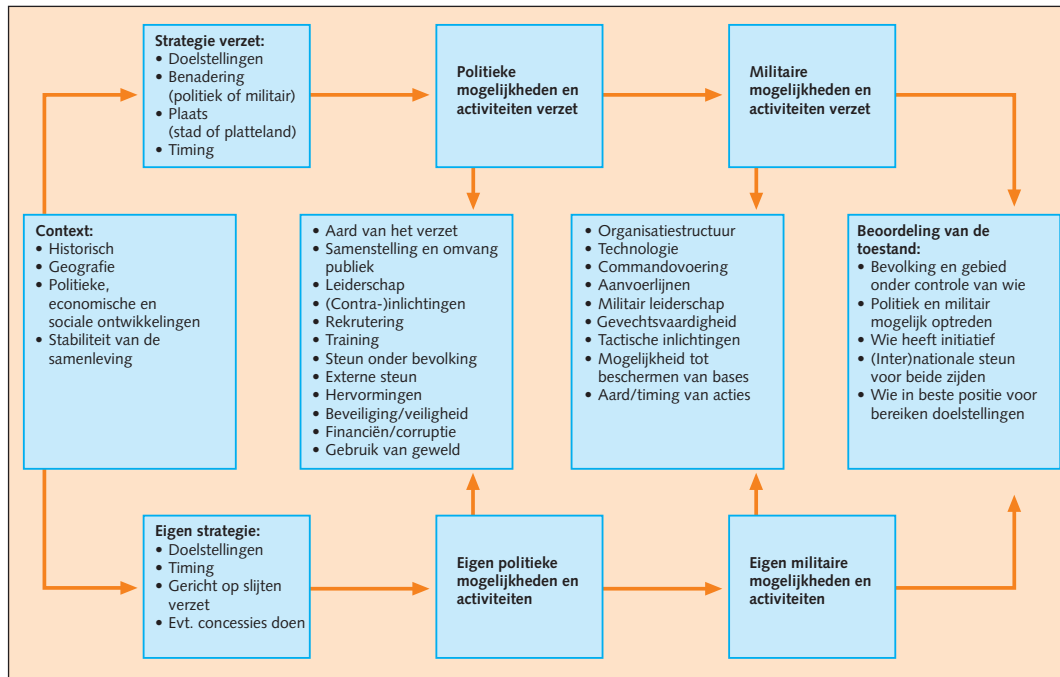 Strategie verzet:
• Doelstellingen
• Benadering
(politiek of militair)
• Plaats
(stad of platteland)
• Timing
Politieke
mogelijkheden en
activiteiten verzet
Militaire
mogelijkheden en
activiteiten verzet
Context:
• Historisch
• Geografie
• Politieke,
economische en
sociale ontwikkelingen
• Stabiliteit van de
samenleving
• Aard van het verzet
• Samenstelling en omvang
publiek
• Leiderschap
• (Contra-)inlichtingen
• Rekrutering
• Training
• Steun onder bevolking
• Externe steun
• Hervormingen
• Beveiliging/veiligheid
• Financiën/corruptie
• Gebruik van geweld
• Organisatiestructuur
• Technologie
• Commandovoering
• Aanvoerlijnen
• Militair leiderschap
• Gevechtsvaardigheid
• Tactische inlichtingen
• Mogelijkheid tot
beschermen van bases
• Aard/timing van acties
Beoordeling van de
toestand:
• Bevolking en gebied
onder controle van wie
• Politiek en militair
mogelijk optreden
• Wie heeft initiatief
• (Inter)nationale steun
voor beide zijden
• Wie in beste positie voor
bereiken doelstellingen
Eigen strategie:
• Doelstellingen
• Timing
• Gericht op slijten
verzet
• Evt. concessies doen
Eigen politieke
mogelijkheden en
activiteiten
Eigen militaire
mogelijkheden en
activiteiten